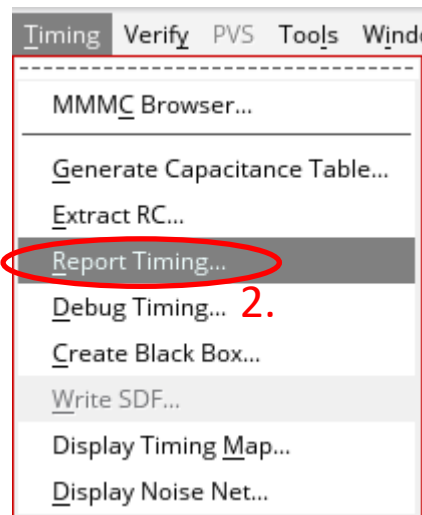 Timing Verify PVS Tools
MMMC Browser...
Generate Capacitance Table...
Extract RC...
Report Timing...
Debug Timing... 2.
Create Black Box...
Write SDF...
Display Timing Map...
Display Noise Net...